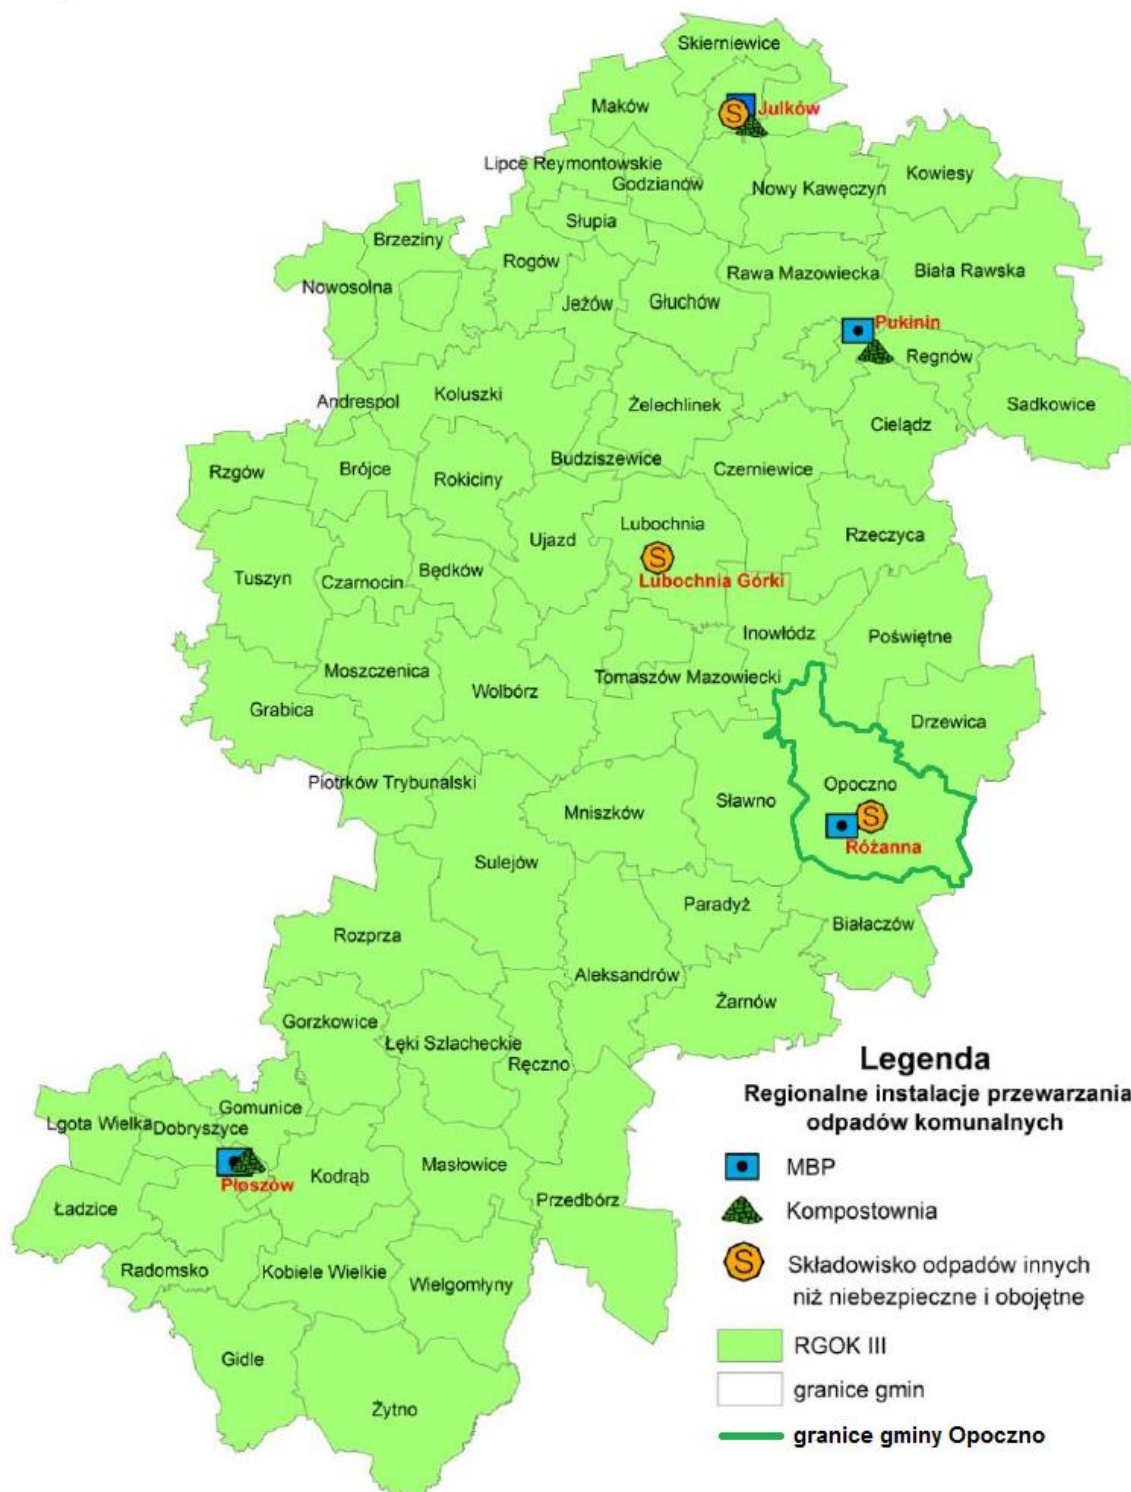 Skierniewice
Maków
S
Julków
Lipce Reymontowskie
Godzianów
Nowy Kawęczyn
Kowiesy
Słupia
Brzeziny
Rogów
Rawa Mazowiecka
Biała Rawska
Nowosolna
Jeżów
Głuchów
Pukinin
Regnów
Andrespol
Koluszki
Żelechlinek
Sadkowice
Cielądz
Rzgów
Brójce
Rokiciny
Budziszewice
Czerniewice
Lubochnia
Rzeczyca
Ujazd
S
Tuszyn
Czarnocin
Będków
Lubochnia Górki
Inowłódz
Poświętne
Moszczenica
Wolbórz
Tomaszów Mazowiecki
Grabica
Drzewica
Piotrków Trybunalski
Mniszków
Sławno
Opoczno
S
Różanna
Sulejów
Paradyż
Białaczów
Rozprza
Aleksandrów
Żarnów
Gorzkowice
Łęki Szlacheckie
Ręczno
Gomunice
Lgota Wielka
Dobryszyce
Płoszów
Kodrąb
Masłowice
Przedbórz
Ładzice
Radomsko
Kobiele Wielkie
Wielgomłyny
Gidle
Żytno
Legenda
Regionalne instalacje przewarzania
odpadów komunalnych
MBP
Kompostownia
S
Składowisko odpadów innych
niż niebezpieczne i obojętne
RGOK III
granice gmin
granice gminy Opoczno